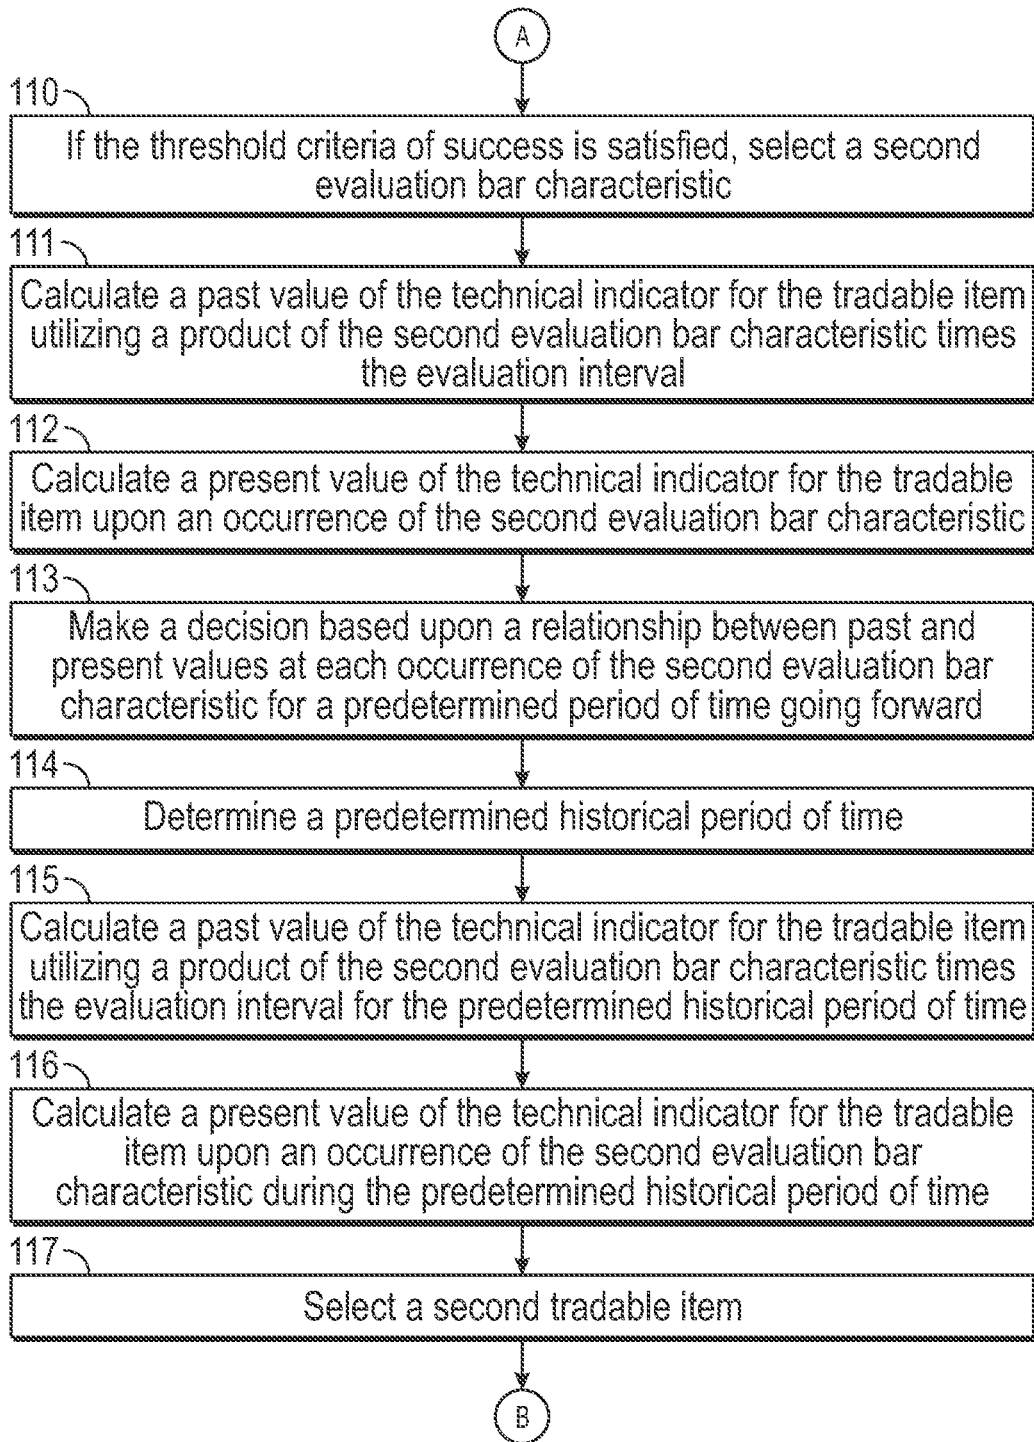 A
110
If the threshold criteria of success is satisfied, select a second
evaluation bar characteristic
111
Calculate a past value of the technical indicator for the tradable item
utilizing a product of the second evaluation bar characteristic times
the evaluation interval
112
Calculate a present value of the technical indicator for the tradable
item upon an occurrence of the second evaluation bar characteristic
113
Make a decision based upon a relationship between past and
present values at each occurrence of the second evaluation bar
characteristic for a predetermined period of time going forward
114
Determine a predetermined historical period of time
115
Calculate a past value of the technical indicator for the tradable item
utilizing a product of the second evaluation bar characteristic times
the evaluation interval for the predetermined historical period of time
116
Calculate a present value of the technical indicator for the tradable
item upon an occurrence of the second evaluation bar
characteristic during the predetermined historical period of time
117
Select a second tradable item
B